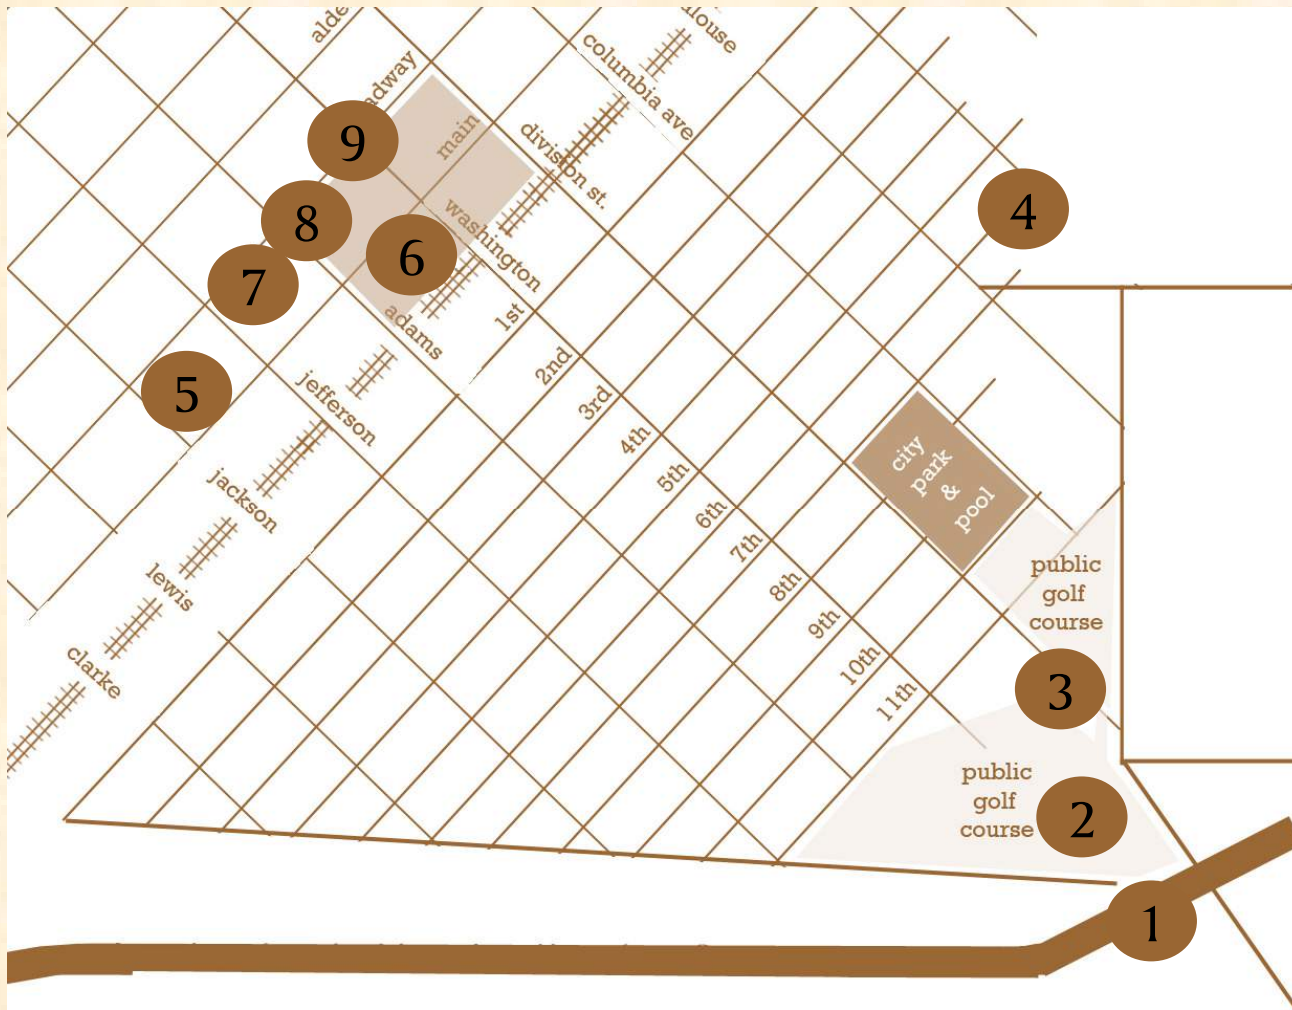 columbia ave
9
main
division st.
8
6
washington
4
7
adams
1st
5
jefferson
2nd
3rd
4th
5th
6th
7th
8th
9th
10th
11th
jackson
lewis
clarke
city
park
&
pool
public
golf
course
3
public
golf
course
2
1